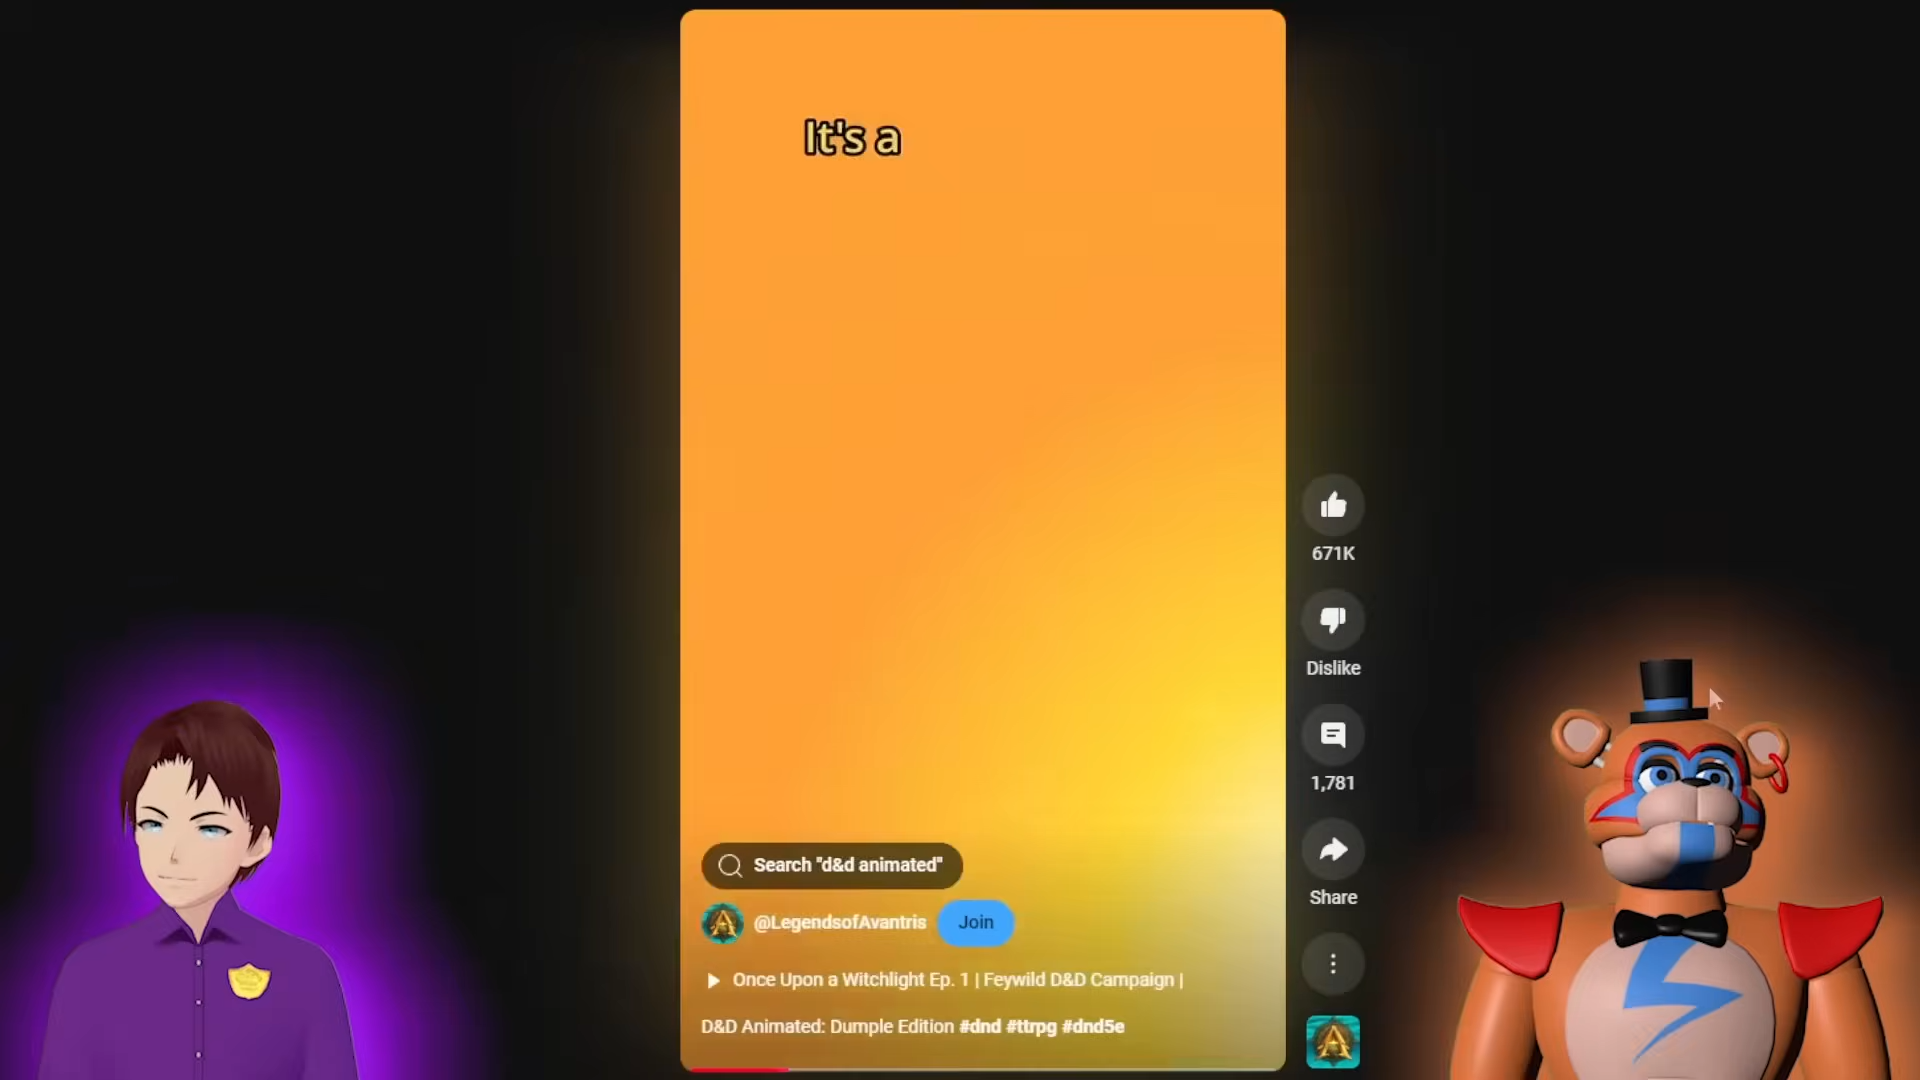 It's a
671K
Dislike
1,781
Share
Search "d&d animated"
@LegendsofAvantris Join
Once Upon a Witchlight Ep. 1 | Feywild D&D Campaign |
D&D Animated: Dumple Edition #dnd #ttrpg #dnd5e